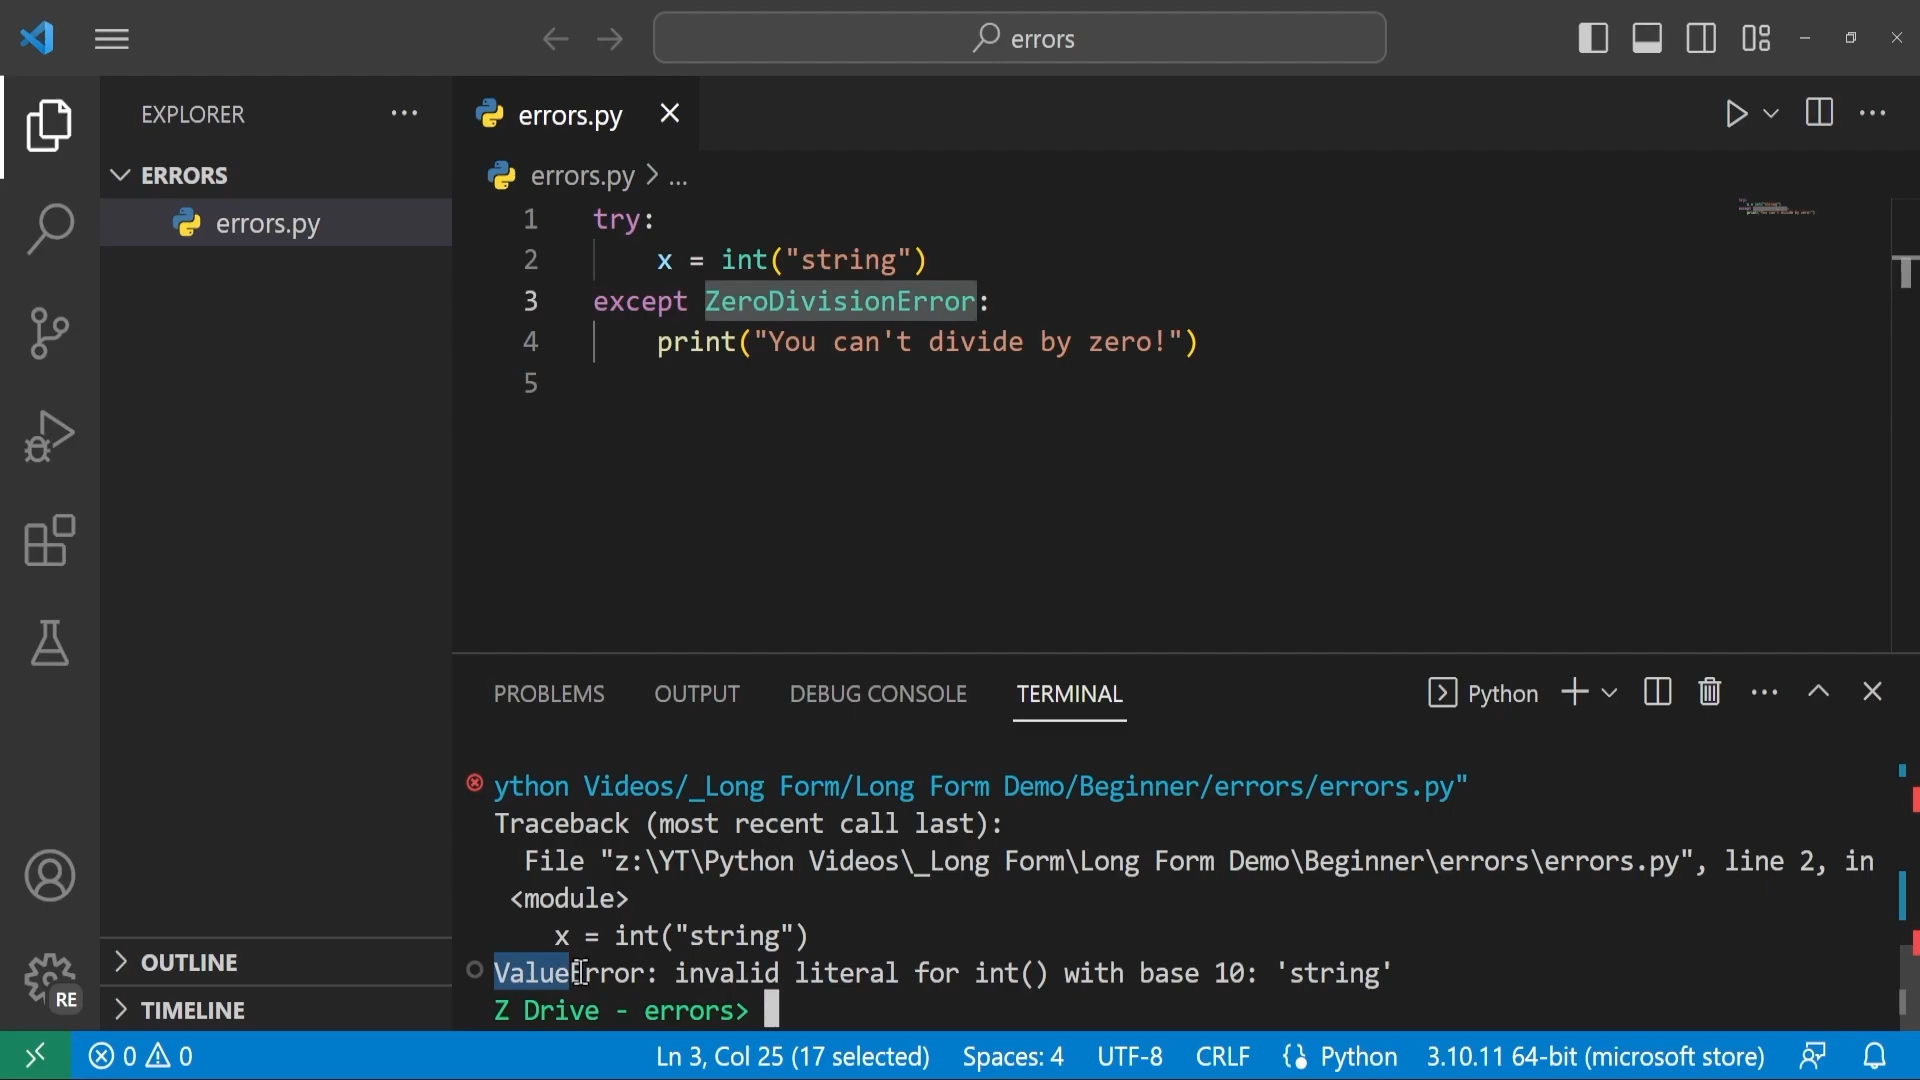 errors
EXPLORER
ERRORS
errors.py
OUTLINE
TIMELINE
RE
errors.py
errors.py > ...
1 try:
2 x = int("string")
3 except ZeroDivisionError:
4 print("You can't divide by zero!")
5
PROBLEMS OUTPUT DEBUG CONSOLE TERMINAL Python
ython Videos/_Long Form/Long Form Demo/Beginner/errors/errors.py"
Traceback (most recent call last):
File "z:\YT\Python Videos\_Long Form\Long Form Demo\Beginner\errors\errors.py", line 2, in
<module>
x = int("string")
ValueError: invalid literal for int() with base 10: 'string'
Z Drive - errors>
0 0 Ln 3, Col 25 (17 selected) Spaces: 4 UTF-8 CRLF Python 3.10.11 64-bit (microsoft store)